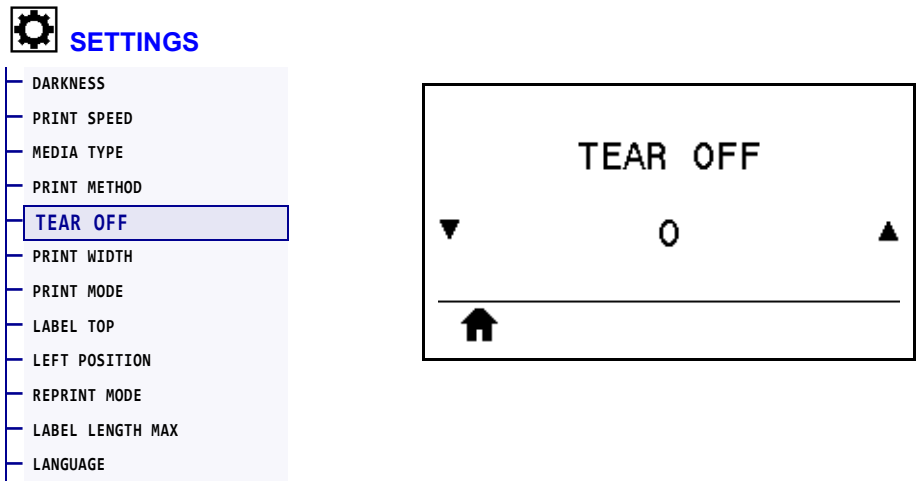 SETTINGS
DARKNESS
PRINT SPEED
MEDIA TYPE
PRINT METHOD
TEAR OFF
PRINT WIDTH
PRINT MODE
LABEL TOP
LEFT POSITION
REPRINT MODE
LABEL LENGTH MAX
LANGUAGE
TEAR OFF
0